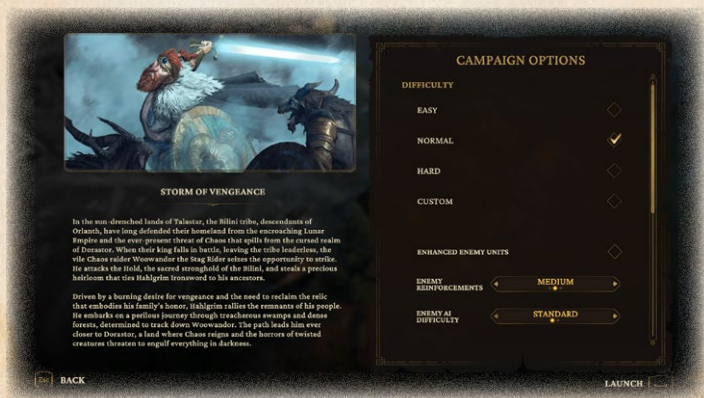 STORM OF VENGEANCE
In the sun-drenched lands of Talastar, the Bilini tribe, descendants of
Orlanth, have long defended their homeland from the encroaching Lunar
Empire and the ever-present threat of Chaos that spills from the cursed realm
of Dorastor. When their king falls in battle, leaving the tribe leaderless, the
vile Chaos raider Woowander the Stag Rider seizes the opportunity to strike.
He attacks the Hold, the sacred stronghold of the Bilini, and steals a precious
heirloom that ties Hahlgrim Ironsword to his ancestors.
Driven by a burning desire for vengeance and the need to reclaim the relic
that embodies his family's honor, Hahlgrim rallies the remnants of his people.
He embarks on a perilous journey through treacherous swamps and dense
forests, determined to track down Woowandor. The path leads him ever
closer to Dorastor, a land where Chaos reigns and the horrors of twisted
creatures threaten to engulf everything in darkness.
CAMPAIGN OPTIONS
DIFFICULTY
EASY
NORMAL
HARD
CUSTOM
ENHANCED ENEMY UNITS
ENEMY
REINFORCEMENTS
MEDIUM
ENEMY AI
DIFFICULTY
STANDARD
Esc BACK
LAUNCH